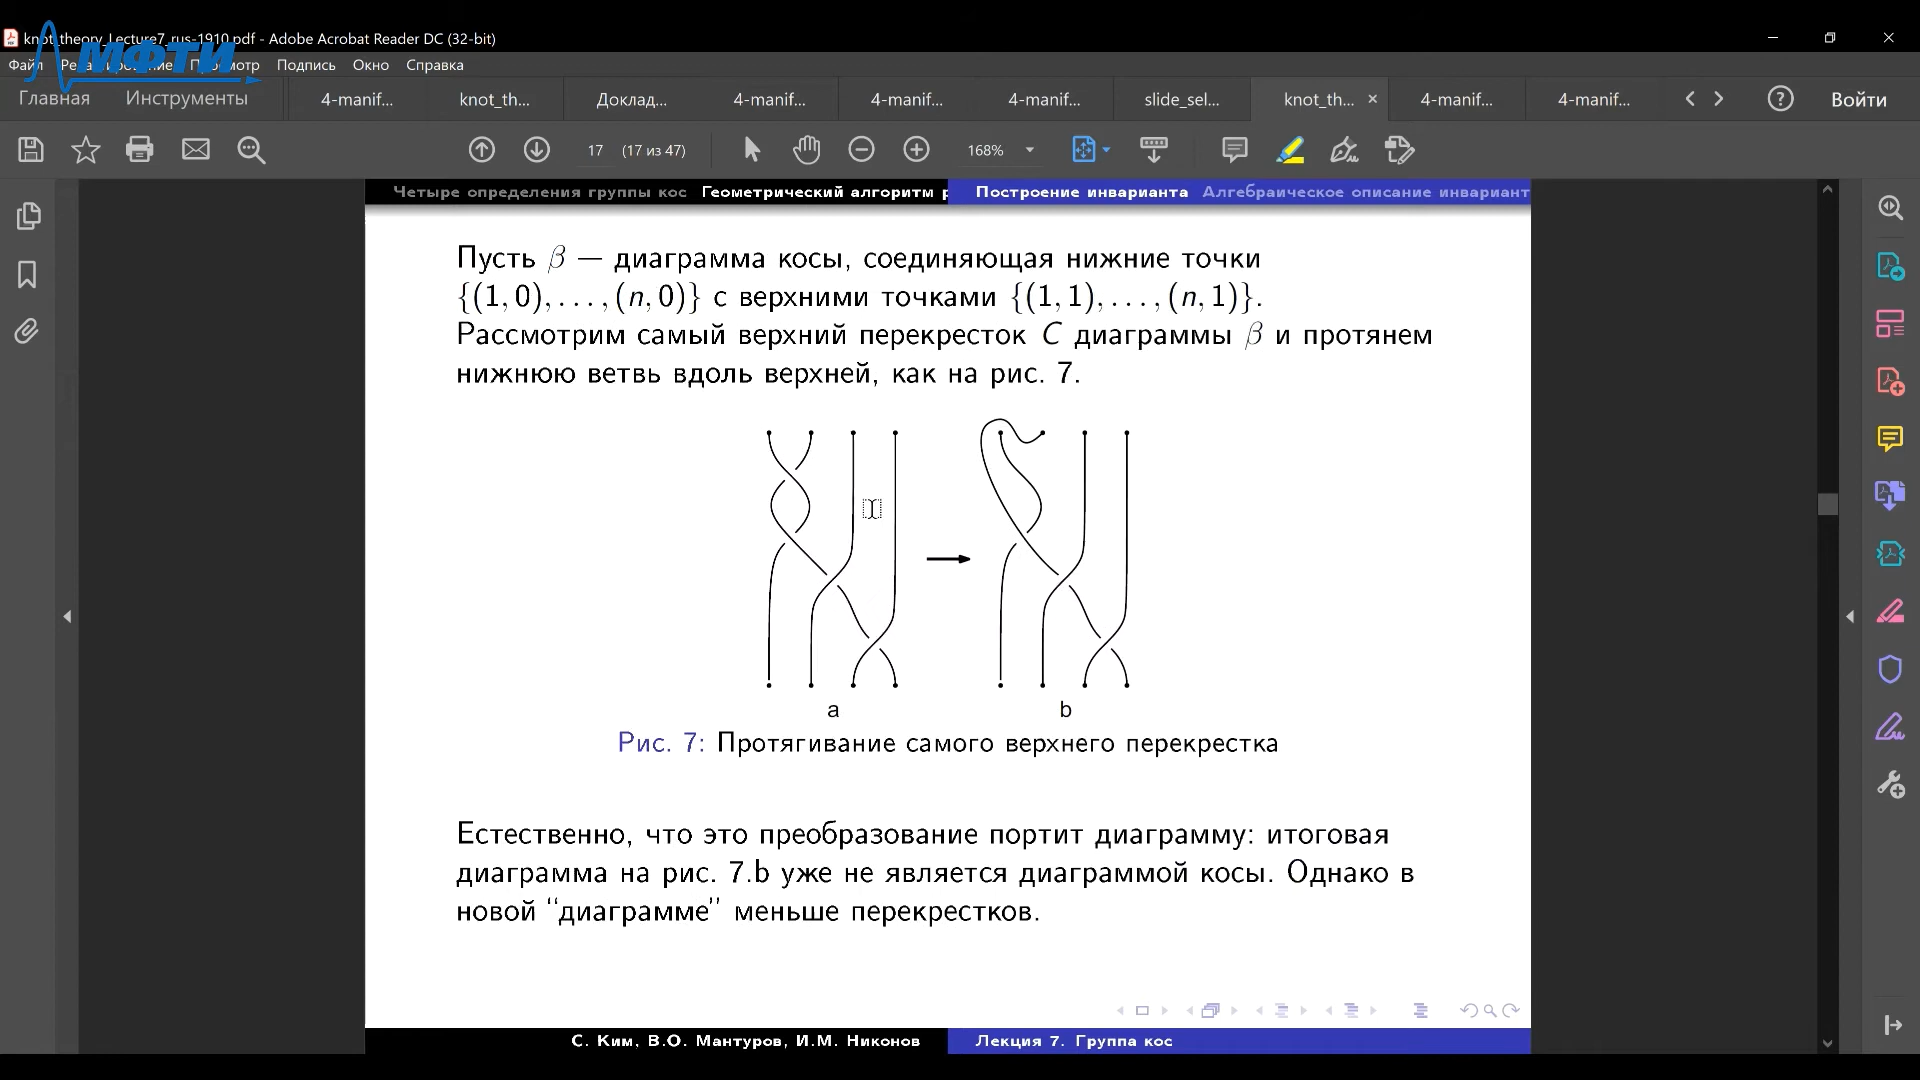 knot_theory_Lecture7_rus-1910.pdf - Adobe Acrobat Reader DC (32-bit)
МФТИ
Файл Редактирование Просмотр Подпись Окно Справка
Главная Инструменты 4-manif... knot_th... Доклад... 4-manif... 4-manif... 4-manif... slide_sel... knot_th... 4-manif... 4-manif... Войти
17 (17 из 47) 168%
Четыре определения группы кос Геометрический алгоритм р Построение инварианта Алгебраическое описание инвариант
Пусть β — диаграмма косы, соединяющая нижние точки
{(1, 0), . . . , (n, 0)} с верхними точками {(1, 1), . . . , (n, 1)}.
Рассмотрим самый верхний перекресток C диаграммы β и протянем
нижнюю ветвь вдоль верхней, как на рис. 7.
a b
Рис. 7: Протягивание самого верхнего перекрестка
Естественно, что это преобразование портит диаграмму: итоговая
диаграмма на рис. 7.b уже не является диаграммой косы. Однако в
новой “диаграмме” меньше перекрестков.
С. Ким, В.О. Мантуров, И.М. Никонов Лекция 7. Группа кос